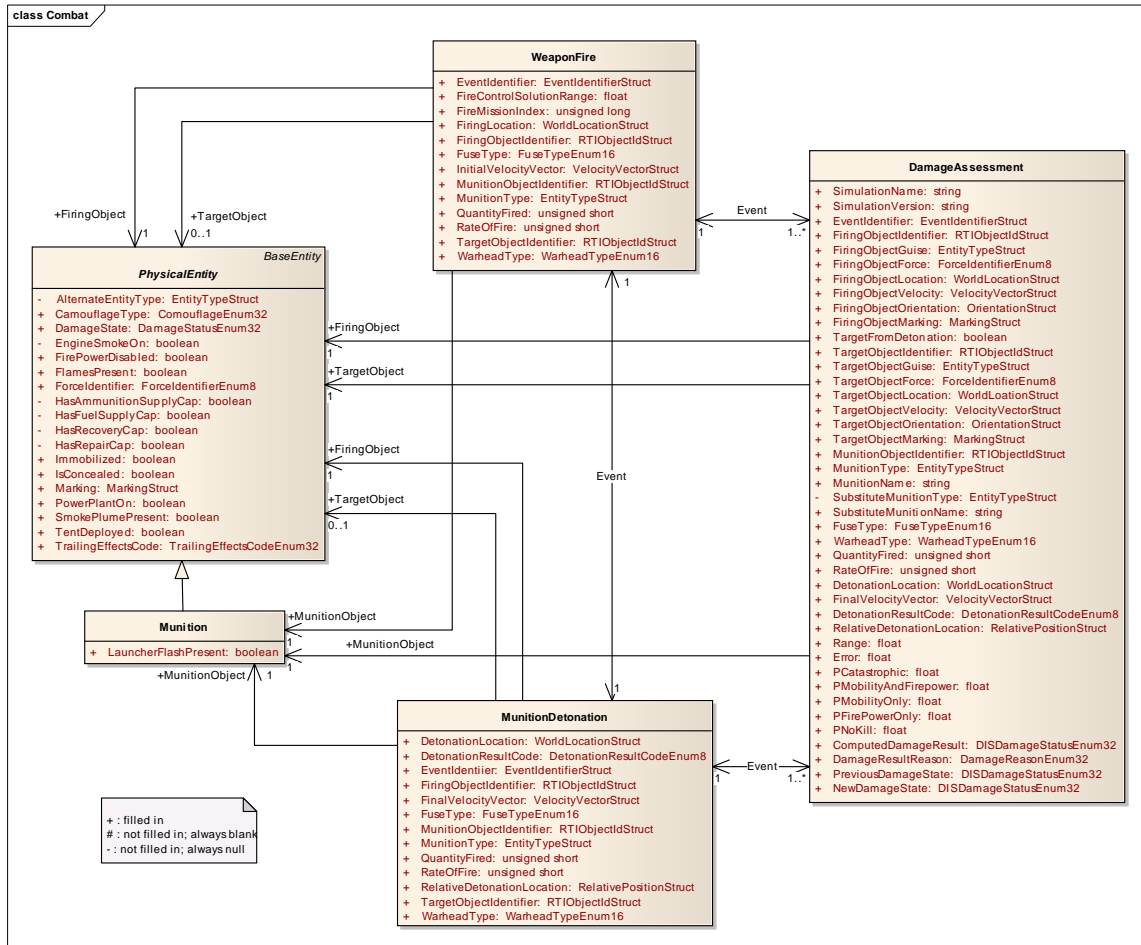 class Combat
WeaponFire
+ EventIdentifier: EventIdentifierStruct
+ FireControlSolutionRange: float
+ FireMissionIndex: unsigned long
+ FiringLocation: WorldLocationStruct
+ FiringObjectIdentifier: RTIObjectIdStruct
+ FuseType: FuseTypeEnum16
+ InitialVelocityVector: VelocityVectorStruct
+ MunitionObjectIdentifier: RTIObjectIdStruct
+ MunitionType: EntityTypeStruct
+ QuantityFired: unsigned short
+ RateOfFire: unsigned short
+ TargetObjectIdentifier: RTIObjectIdStruct
+ WarheadType: WarheadTypeEnum16
DamageAssessment
+ SimulationName: string
+ SimulationVersion: string
+ EventIdentifier: EventIdentifierStruct
+ FiringObjectIdentifier: RTIObjectIdStruct
+ FiringObjectGuise: EntityTypeStruct
+ FiringObjectForce: ForceIdentifierEnum8
+ FiringObjectLocation: WorldLocationStruct
+ FiringObjectVelocity: VelocityVectorStruct
+ FiringObjectOrientation: OrientationStruct
+ FiringObjectMarking: MarkingStruct
+ TargetFromDetonation: boolean
+ TargetObjectIdentifier: RTIObjectIdStruct
+ TargetObjectGuise: EntityTypeStruct
+ TargetObjectForce: ForceIdentifierEnum8
+ TargetObjectLocation: WorldLoationStruct
+ TargetObjectVelocity: VelocityVectorStruct
+ TargetObjectOrientation: OrientationStruct
+ TargetObjectMarking: MarkingStruct
+ MunitionObjectIdentifier: RTIObjectIdStruct
+ MunitionType: EntityTypeStruct
+ MunitionName: string
- SubstituteMunitionType: EntityTypeStruct
+ SubstituteMunitionName: string
+ FuseType: FuseTypeEnum16
+ WarheadType: WarheadTypeEnum16
+ QuantityFired: unsigned short
+ RateOfFire: unsigned short
+ DetonationLocation: WorldLocationStruct
+ FinalVelocityVector: VelocityVectorStruct
+ DetonationResultCode: DetonationResultCodeEnum8
+ RelativeDetonationLocation: RelativePositionStruct
+ Range: float
+ Error: float
+ PCatastrophic: float
+ PMobilityAndFirepower: float
+ PMobilityOnly: float
+ PFirePowerOnly: float
+ PNoKill: float
+ ComputedDamageResult: DISDamageStatusEnum32
+ DamageResultReason: DamageReasonEnum32
+ PreviousDamageState: DISDamageStatusEnum32
+ NewDamageState: DISDamageStatusEnum32
Event
1
1..*
+FiringObject
1
+TargetObject
0..1
BaseEntity
PhysicalEntity
- AlternateEntityType: EntityTypeStruct
+ CamouflageType: ComouflageEnum32
+ DamageState: DamageStatusEnum32
- EngineSmokeOn: boolean
+ FirePowerDisabled: boolean
+ FlamesPresent: boolean
+ ForceIdentifier: ForceIdentifierEnum8
- HasAmmunitionSupplyCap: boolean
- HasFuelSupplyCap: boolean
- HasRecoveryCap: boolean
- HasRepairCap: boolean
+ Immobilized: boolean
+ IsConcealed: boolean
+ Marking: MarkingStruct
+ PowerPlantOn: boolean
+ SmokePlumePresent: boolean
+ TentDeployed: boolean
+ TrailingEffectsCode: TrailingEffectsCodeEnum32
+FiringObject
1
+TargetObject
1
+FiringObject
1
+TargetObject
0..1
1
Event
1
Munition
+ LauncherFlashPresent: boolean
+MunitionObject
1
+MunitionObject
1
+MunitionObject
1
MunitionDetonation
+ DetonationLocation: WorldLocationStruct
+ DetonationResultCode: DetonationResultCodeEnum8
+ EventIdentiier: EventIdentifierStruct
+ FiringObjectIdentifier: RTIObjectIdStruct
+ FinalVelocityVector: VelocityVectorStruct
+ FuseType: FuseTypeEnum16
+ MunitionObjectIdentifier: RTIObjectIdStruct
+ MunitionType: EntityTypeStruct
+ QuantityFired: unsigned short
+ RateOfFire: unsigned short
+ RelativeDetonationLocation: RelativePositionStruct
+ TargetObjectIdentifier: RTIObjectIdStruct
+ WarheadType: WarheadTypeEnum16
Event
1
1..*
+ : filled in
# : not filled in; always blank
- : not filled in; always null